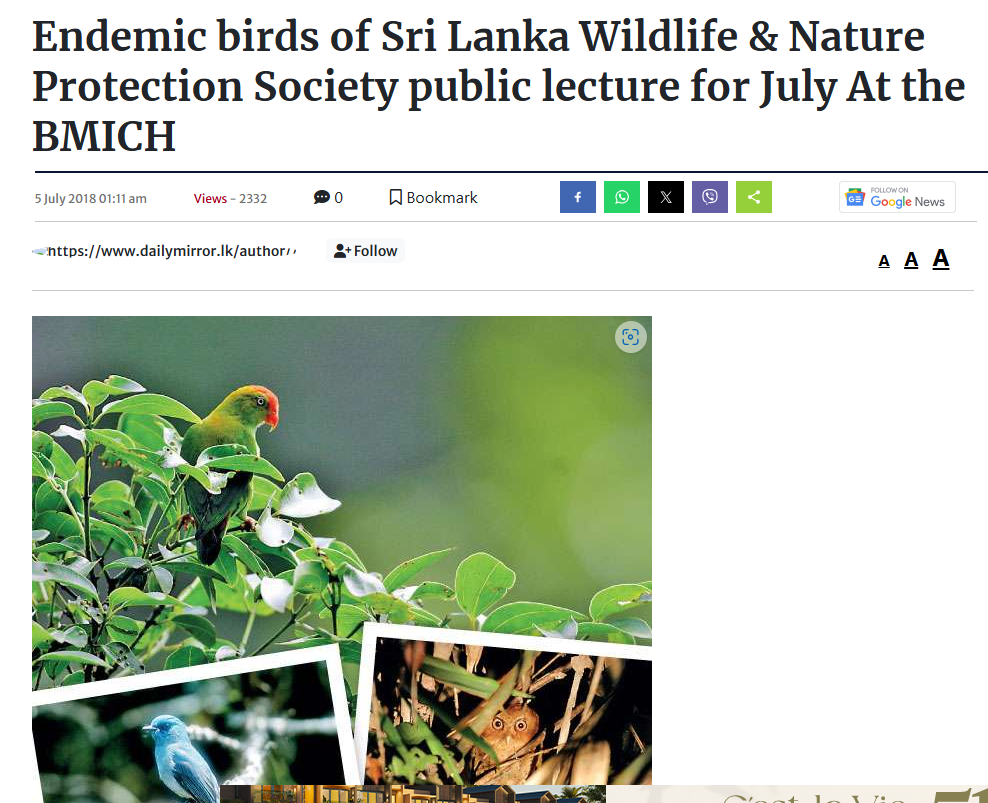 Endemic birds of Sri Lanka Wildlife & Nature
Protection Society public lecture for July At the
BMICH
5 July 2018 01:11 am
Views - 2332
0
Bookmark
FOLLOW ON
Google News
https://www.dailymirror.lk/author/
Follow
A A A